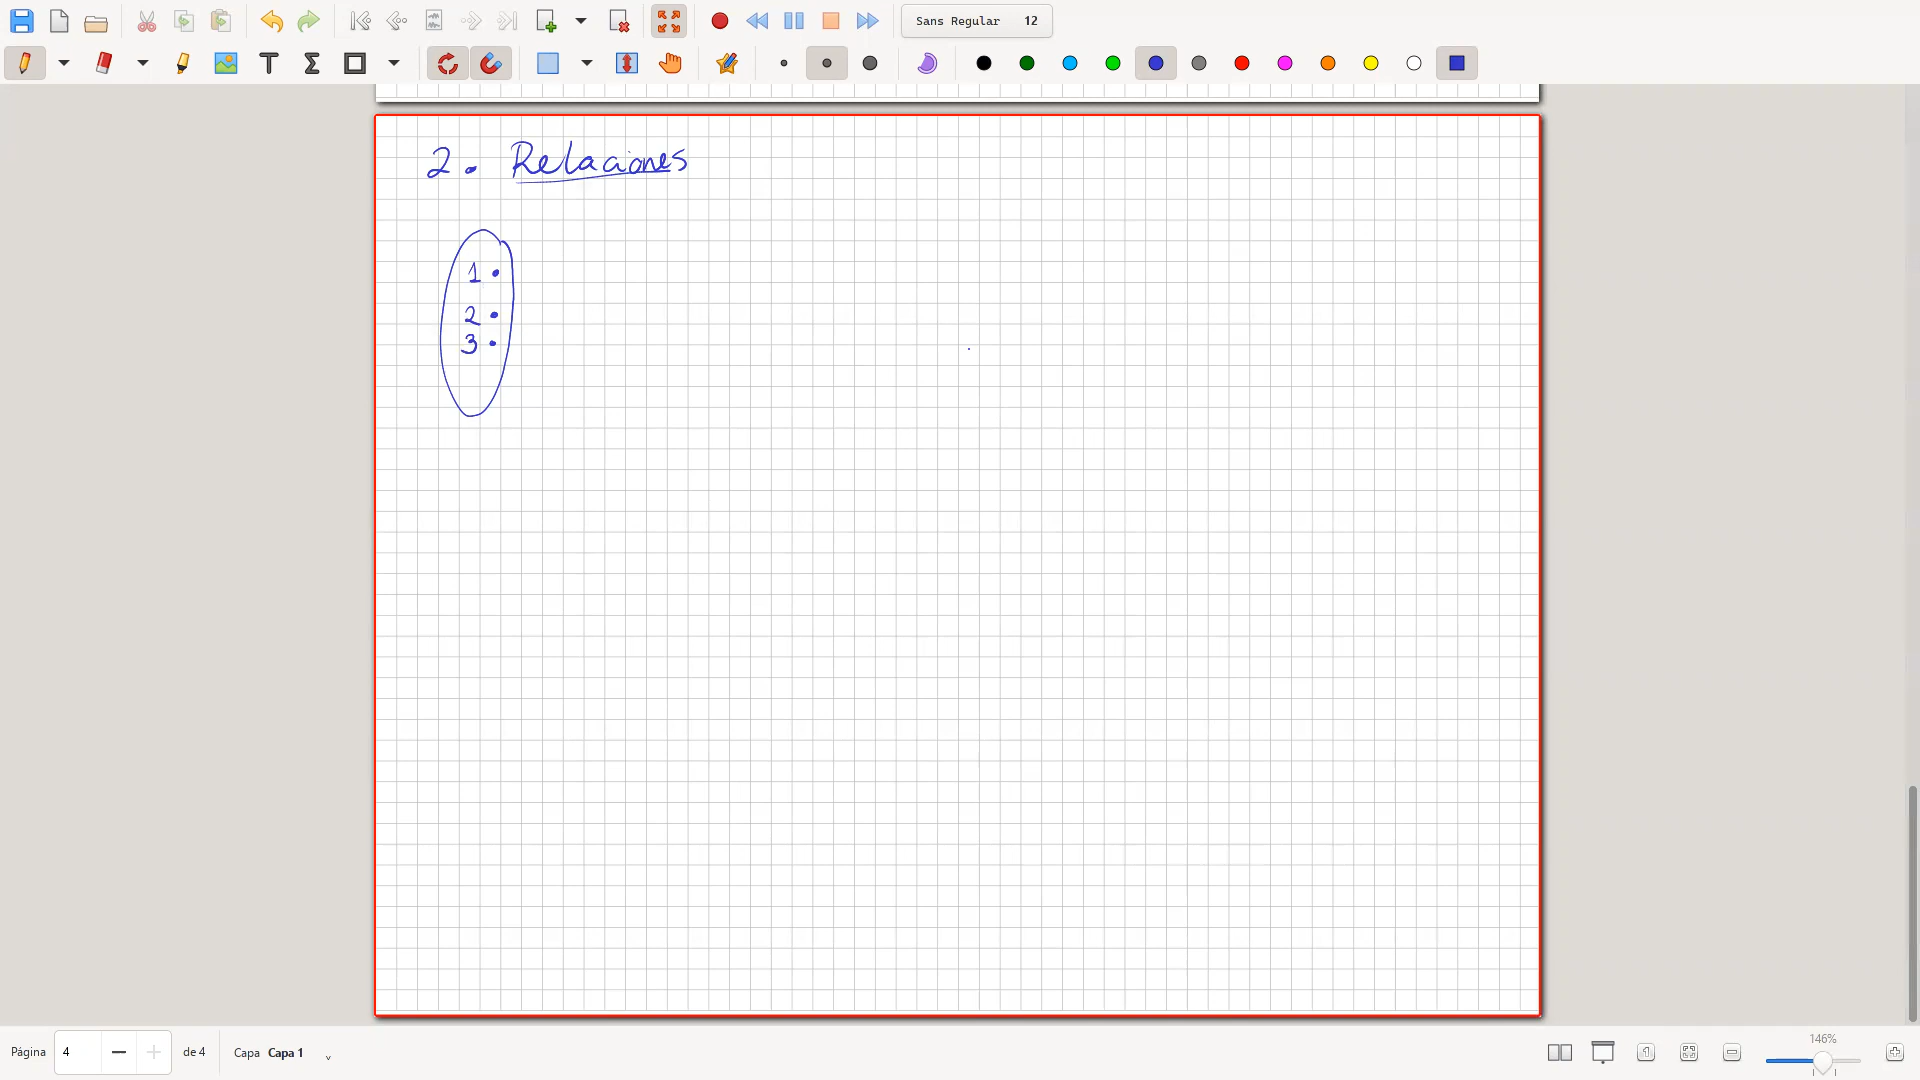 Sans Regular 12
2. Relaciones
1
2
3
Página 4 de 4 Capa Capa 1
146%